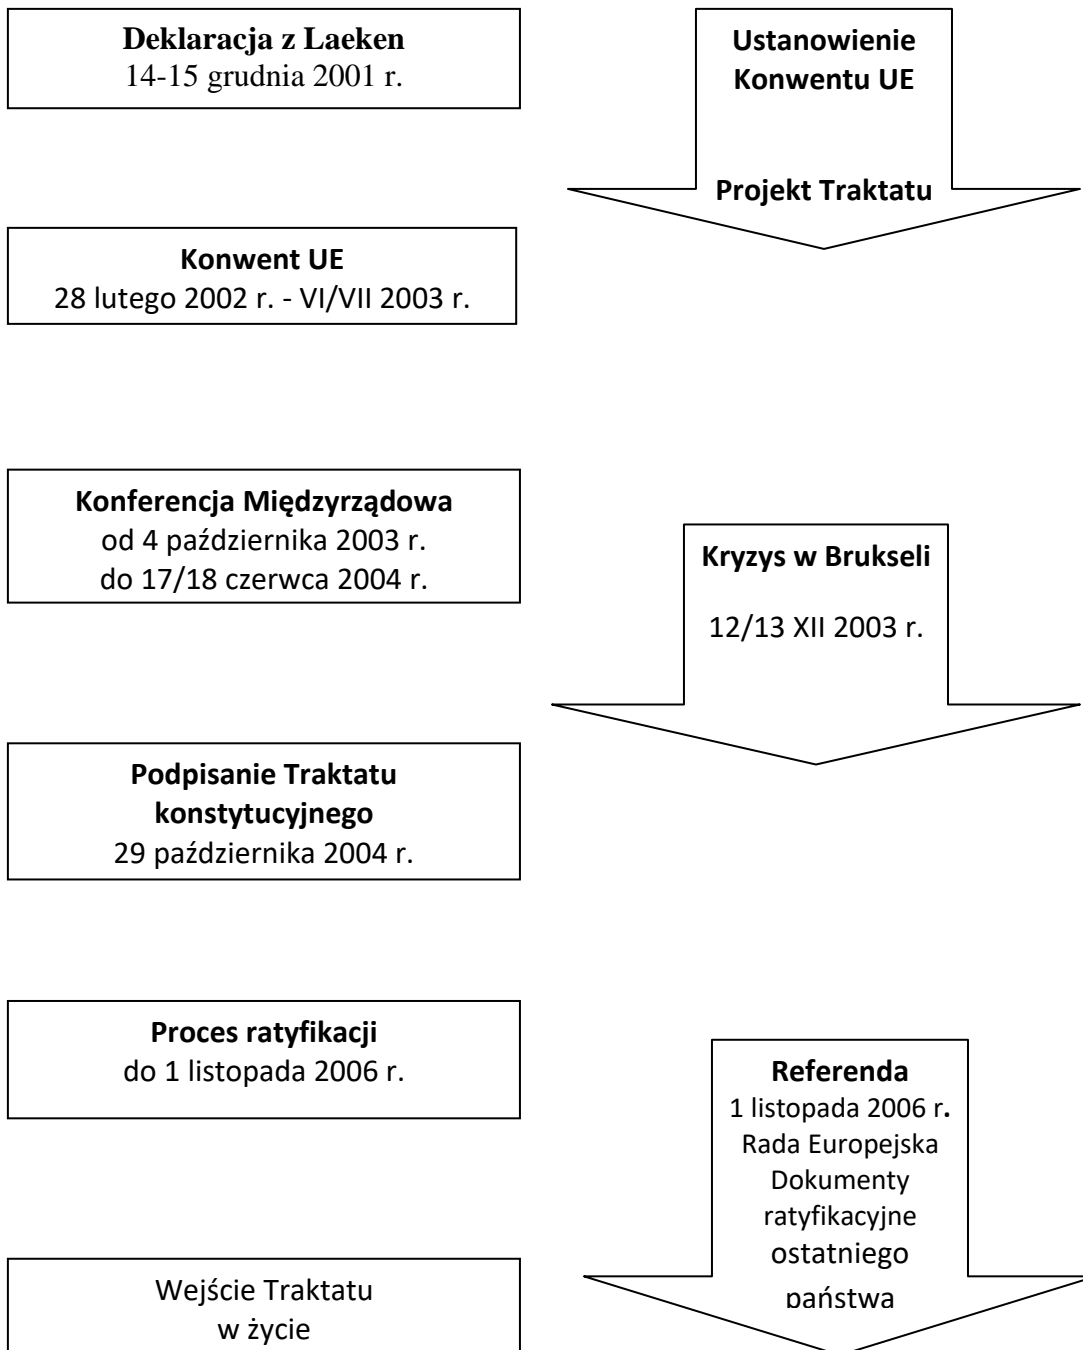 Deklaracja z Laeken
14-15 grudnia 2001 r.
Ustanowienie
Konwentu UE
Projekt Traktatu
Konwent UE
28 lutego 2002 r. - VI/VII 2003 r.
Konferencja Międzyrządowa
od 4 października 2003 r.
do 17/18 czerwca 2004 r.
Kryzys w Brukseli
12/13 XII 2003 r.
Podpisanie Traktatu
konstytucyjnego
29 października 2004 r.
Proces ratyfikacji
do 1 listopada 2006 r.
Referenda
1 listopada 2006 r.
Rada Europejska
Dokumenty
ratyfikacyjne
ostatniego
państwa
Wejście Traktatu
w życie